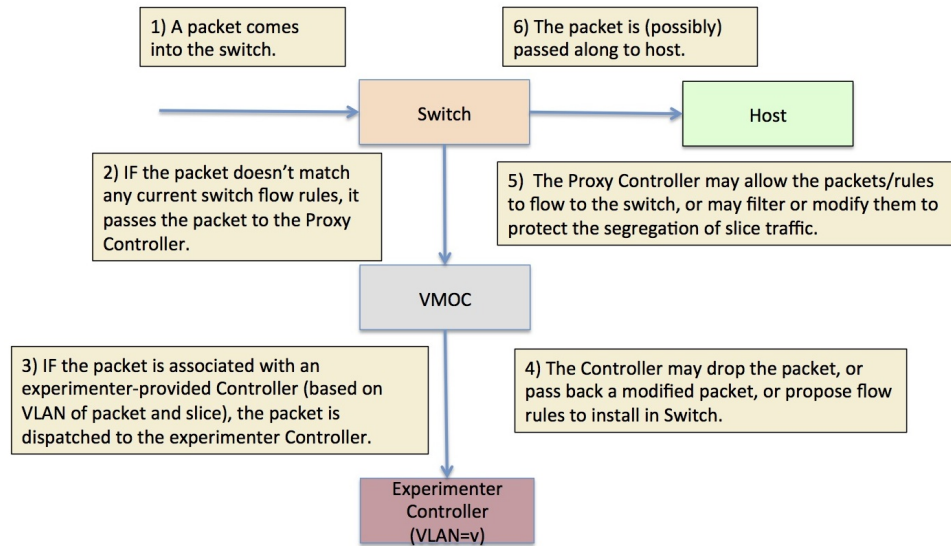 1) A packet comes
into the switch.
6) The packet is (possibly)
passed along to host.
Switch
Host
2) IF the packet doesn’t match
any current switch flow rules, it
passes the packet to the Proxy
Controller.
5) The Proxy Controller may allow the packets/rules
to flow to the switch, or may filter or modify them to
protect the segregation of slice traffic.
VMOC
3) IF the packet is associated with an
experimenter-provided Controller (based on
VLAN of packet and slice), the packet is
dispatched to the experimenter Controller.
4) The Controller may drop the packet, or
pass back a modified packet, or propose flow
rules to install in Switch.
Experimenter
Controller
(VLAN=v)